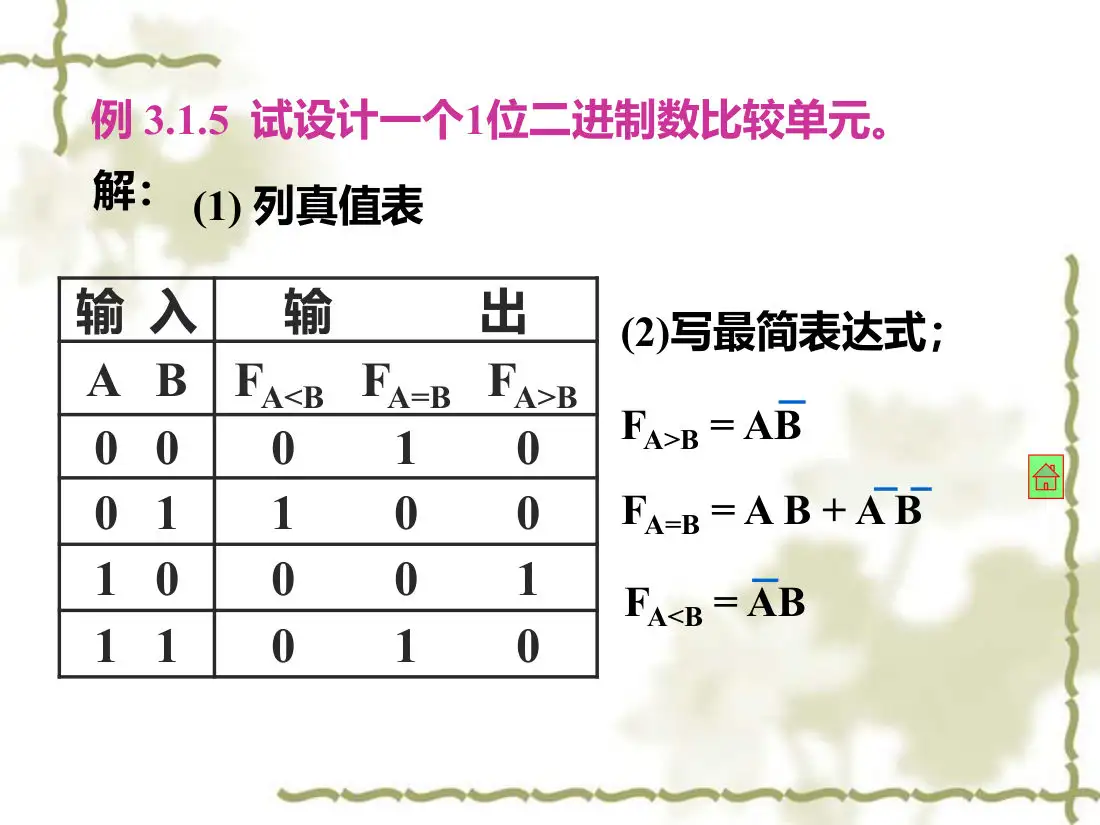 例 3.1.5 试设计一个1位二进制数比较单元。
解：
(1) 列真值表
输 入 输 出
A B F_A<B F_A=B F_A>B
0 0 0 1 0
0 1 1 0 0
1 0 0 0 1
1 1 0 1 0
(2)写最简表达式；
F_A>B = AB̅
F_A=B = A B + A̅ B̅
F_A<B = A̅B